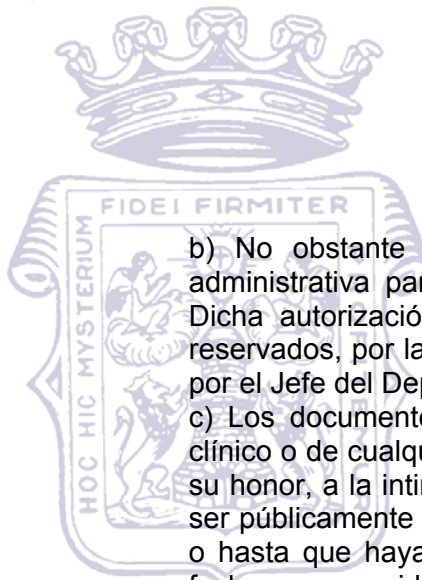 FIDEI FIRMITER
HOC HIC MYSTERIUM
b) No obstante
administrativa par
Dicha autorizació
reservados, por la
por el Jefe del Dep
c) Los documento
clínico o de cualqu
su honor, a la intir
ser públicamente
o hasta que haya